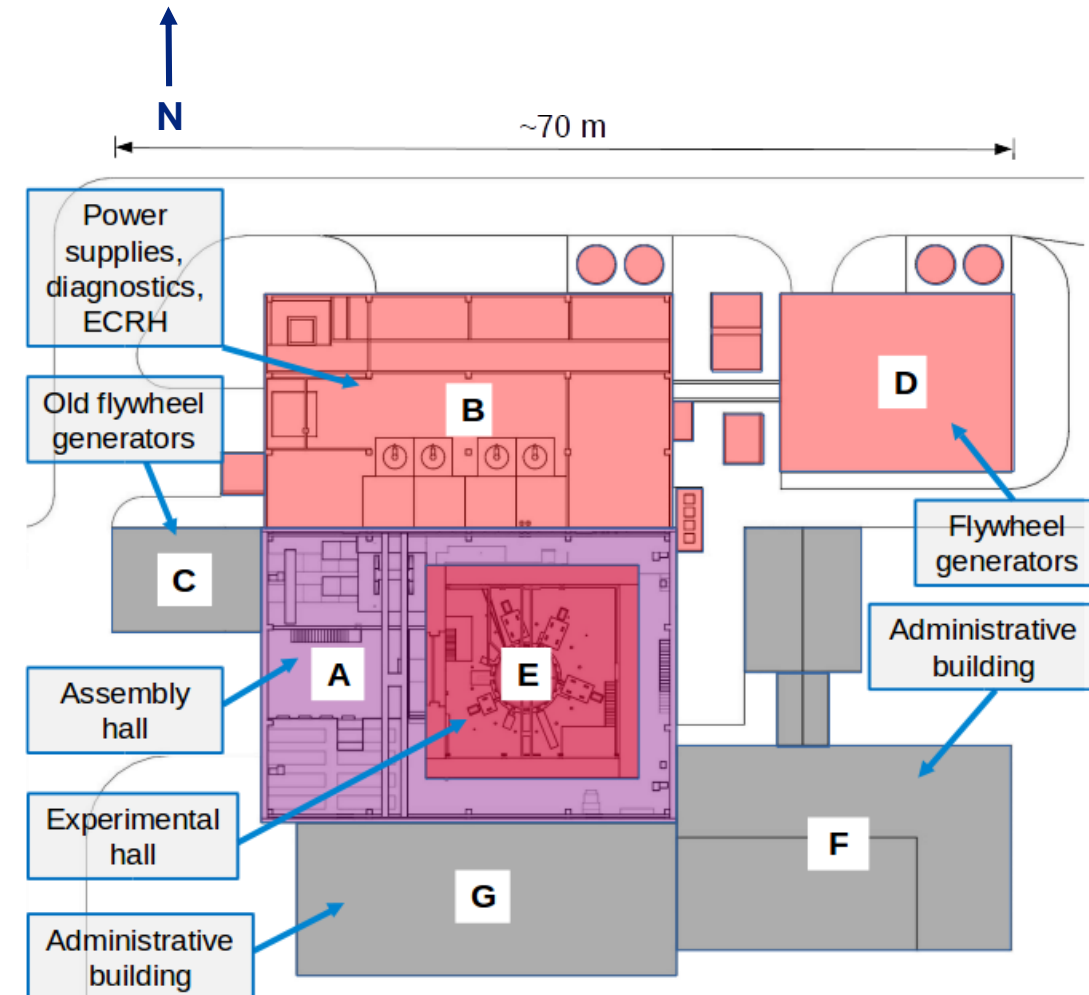 N
~70 m
Power
supplies,
diagnostics,
ECRH
Old flywheel
generators
B
D
C
Flywheel
generators
Administrative
building
Assembly
hall
A
E
Experimental
hall
F
G
Administrative
building